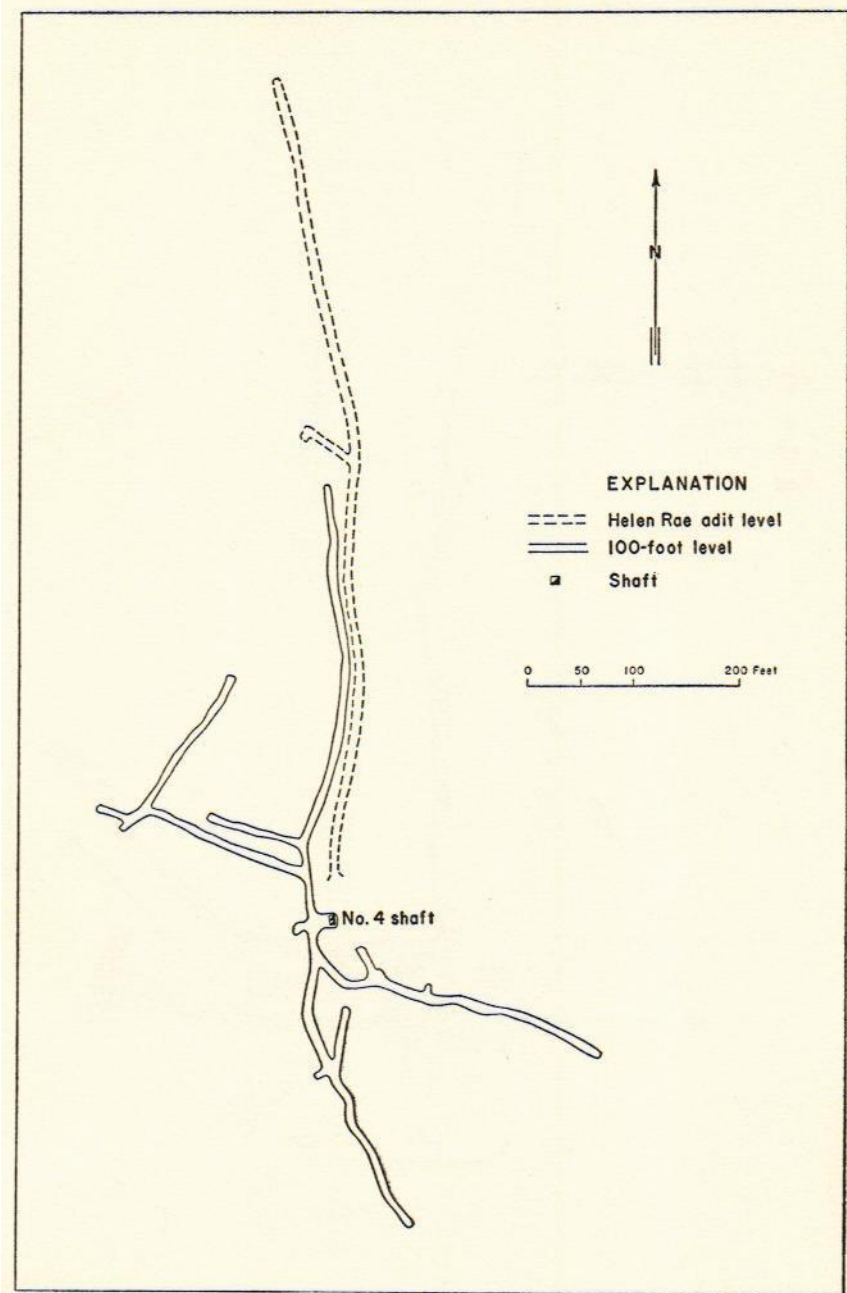 N
EXPLANATION
Helen Rae adit level
100-foot level
Shaft
0 50 100 200 Feet
No. 4 shaft